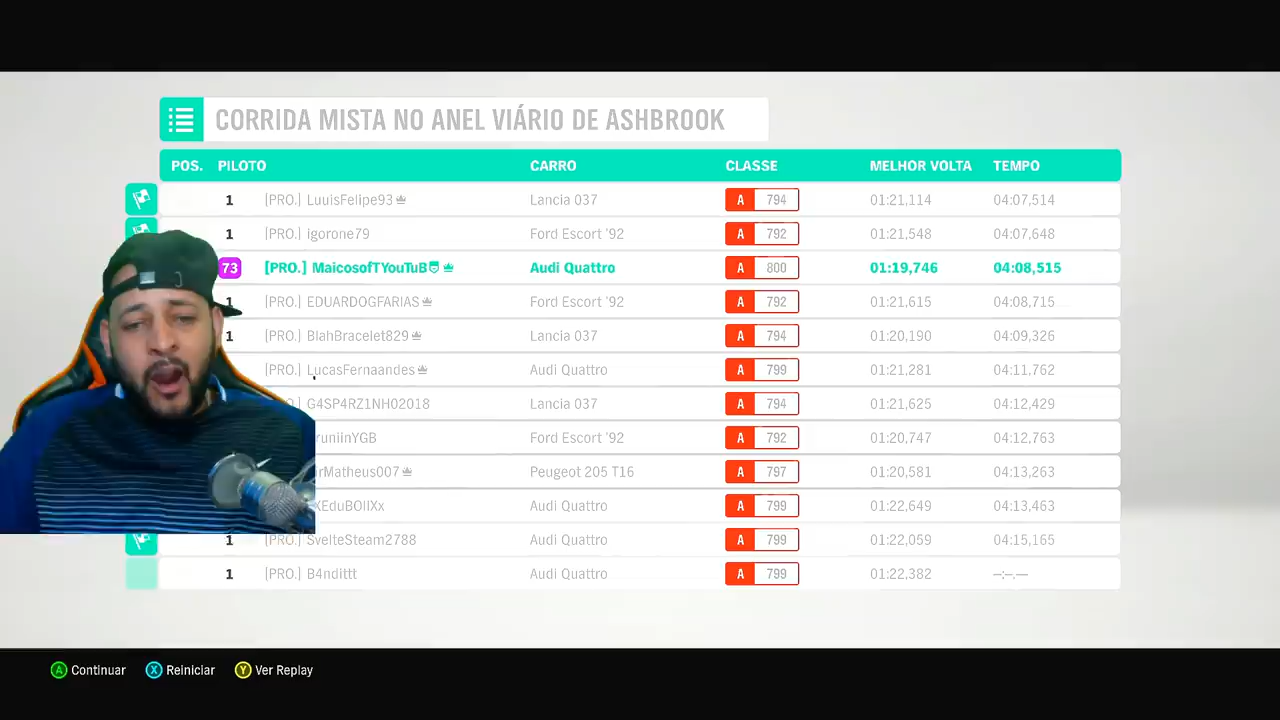 CORRIDA MISTA NO ANEL VIÁRIO DE ASHBROOK
POS. PILOTO CARRO CLASSE MELHOR VOLTA TEMPO
1 [PRO.] LuuisFelipe93 Lancia 037 A 794 01:21,114 04:07,514
1 [PRO.] igorone79 Ford Escort '92 A 792 01:21,548 04:07,648
73 [PRO.] MaicosofTYouTuB Audi Quattro A 800 01:19,746 04:08,515
1 [PRO.] EDUARDOGFARIAS Ford Escort '92 A 792 01:21,615 04:08,715
[PRO.] BlahBracelet829 Lancia 037 A 794 01:20,190 04:09,326
[PRO.] LucasFernaandes Audi Quattro A 799 01:21,281 04:11,762
G4SP4RZ1NH02018 Lancia 037 A 794 01:21,625 04:12,429
runiinYGB Ford Escort '92 A 792 01:20,747 04:12,763
rMatheus007 Peugeot 205 T16 A 797 01:20,581 04:13,263
Audi Quattro A 799 01:22,649 04:13,463
1 [PRO.] SvelteSteam2788 Audi Quattro A 799 01:22,059 04:15,165
1 [PRO.] B4ndittt Audi Quattro A 799 01:22,382 --:--.---
A Continuar X Reiniciar Y Ver Replay